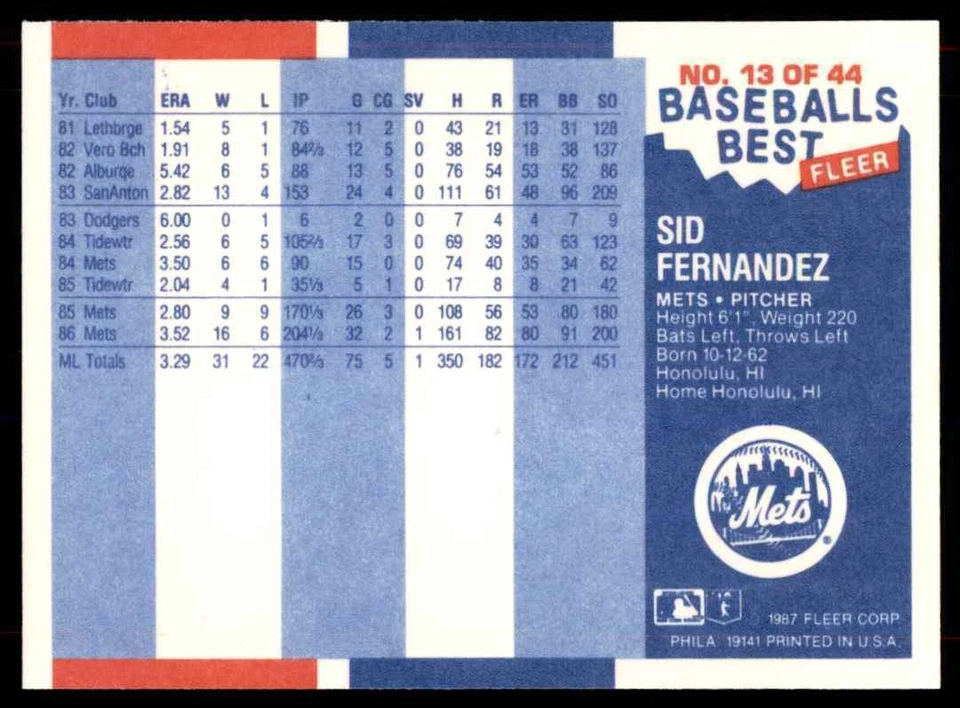 Yr. Club ERA W L IP G CG SV H R ER BB SO
81 Lethbrge 1.54 5 1 76 11 2 0 43 21 13 31 128
82 Vero Bch 1.91 8 1 84⅔ 12 5 0 38 19 18 38 137
82 Alburqe 5.42 6 5 88 13 5 0 76 54 53 52 86
83 SanAnton 2.82 13 4 153 24 4 0 111 61 48 96 209
83 Dodgers 6.00 0 1 6 2 0 0 7 4 4 7 9
84 Tidewtr 2.56 6 5 105⅔ 17 3 0 69 39 30 63 123
84 Mets 3.50 6 6 90 15 0 0 74 40 35 34 62
85 Tidewtr 2.04 4 1 35⅓ 5 1 0 17 8 8 21 42
85 Mets 2.80 9 9 170⅓ 26 3 0 108 56 53 80 180
86 Mets 3.52 16 6 204⅓ 32 2 1 161 82 80 91 200
ML Totals 3.29 31 22 470⅔ 75 5 1 350 182 172 212 451
NO. 13 OF 44
BASEBALLS
BEST
FLEER
SID
FERNANDEZ
METS • PITCHER
Height 6'1", Weight 220
Bats Left, Throws Left
Born 10-12-62
Honolulu, HI
Home Honolulu, HI
Mets
®
1987 FLEER CORP.
PHILA. 19141 PRINTED IN U.S.A.